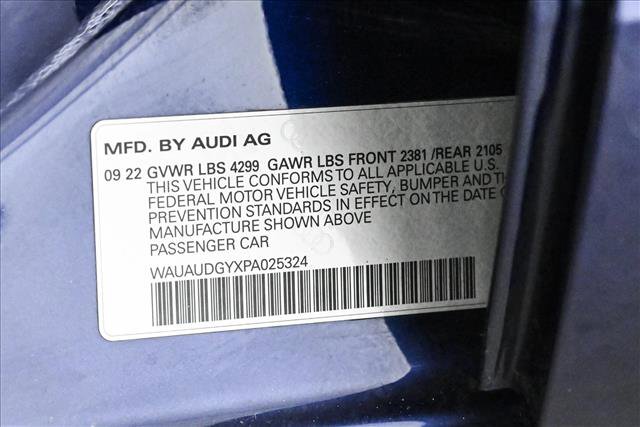 MFD. BY AUDI AG
09 22 GVWR LBS 4299 GAWR LBS FRONT 2381 /REAR 2105
THIS VEHICLE CONFORMS TO ALL APPLICABLE U.S.
FEDERAL MOTOR VEHICLE SAFETY, BUMPER AND
PREVENTION STANDARDS IN EFFECT ON THE DATE
MANUFACTURE SHOWN ABOVE
PASSENGER CAR
WAUAUDGYXPA025324